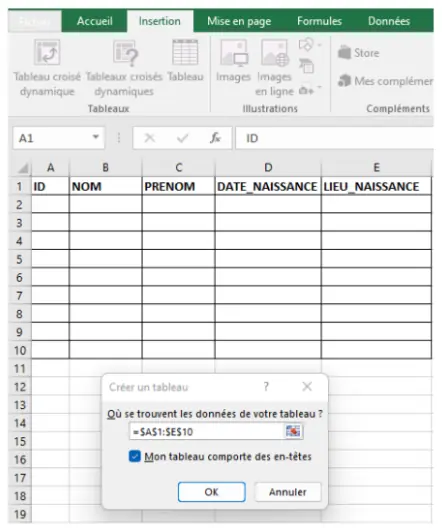 Fichier Accueil Insertion Mise en page Formules Données
Tableau croisé dynamique
Tableaux croisés dynamiques
Tableau
Images
Images en ligne
Store
Mes complémen
Tableaux
Illustrations
Compléments
A1 fx ID
A B C D E
1 ID NOM PRENOM DATE_NAISSANCE LIEU_NAISSANCE
2
3
4
5
6
7
8
9
10
11
12
13
14
15
16
17
18
19
Créer un tableau ?
Où se trouvent les données de votre tableau ?
=$A$1:$E$10
Mon tableau comporte des en-têtes
OK Annuler